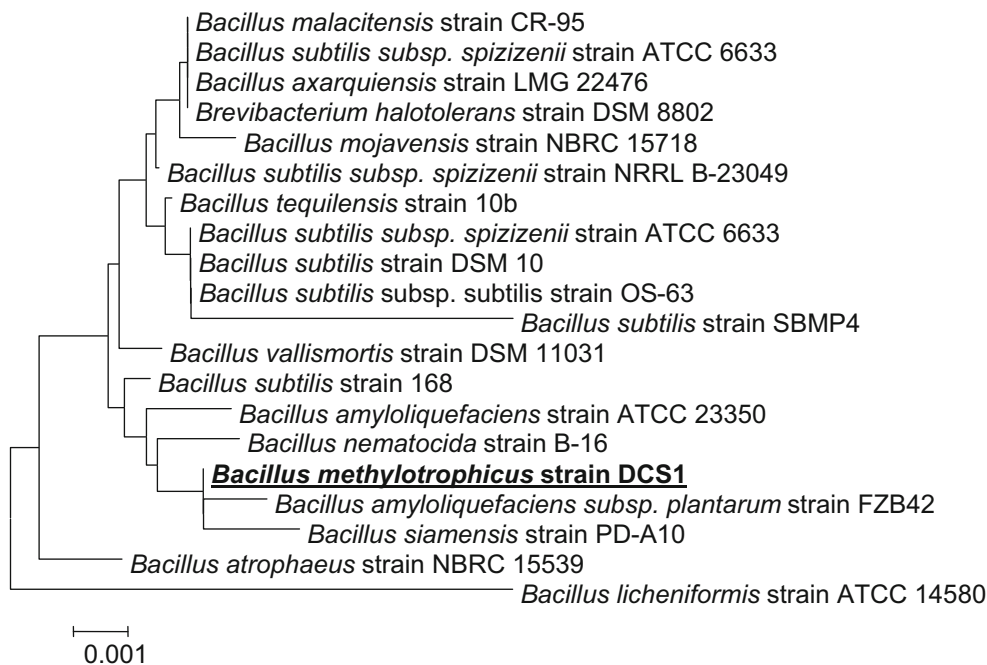 Bacillus malacitensis strain CR-95
Bacillus subtilis subsp. spizizenii strain ATCC 6633
Bacillus axarquiensis strain LMG 22476
Brevibacterium halotolerans strain DSM 8802
Bacillus mojavensis strain NBRC 15718
Bacillus subtilis subsp. spizizenii strain NRRL B-23049
Bacillus tequilensis strain 10b
Bacillus subtilis subsp. spizizenii strain ATCC 6633
Bacillus subtilis strain DSM 10
Bacillus subtilis subsp. subtilis strain OS-63
Bacillus subtilis strain SBMP4
Bacillus vallismortis strain DSM 11031
Bacillus subtilis strain 168
Bacillus amyloliquefaciens strain ATCC 23350
Bacillus nematocida strain B-16
Bacillus methylotrophicus strain DCS1
Bacillus amyloliquefaciens subsp. plantarum strain FZB42
Bacillus siamensis strain PD-A10
Bacillus atrophaeus strain NBRC 15539
Bacillus licheniformis strain ATCC 14580
0.001